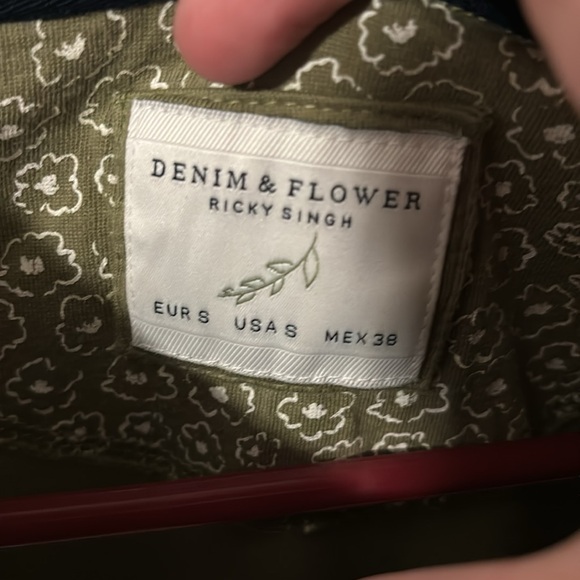 DENIM & FLOWER
RICKY SINGH
EUR S USA S MEX 38